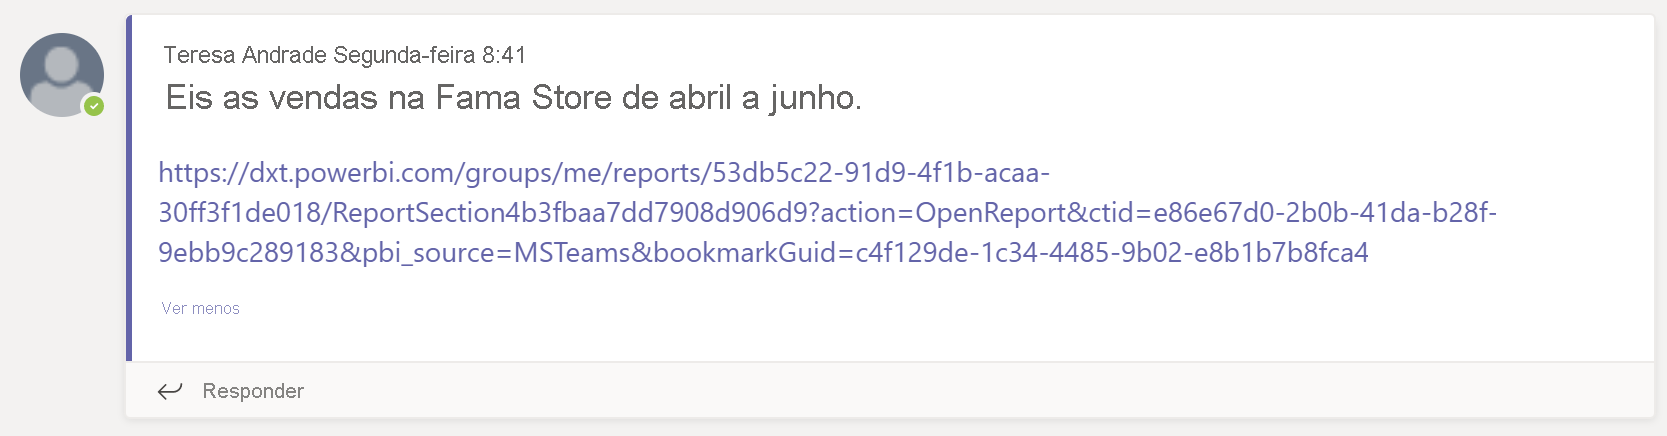 Teresa Andrade Segunda-feira 8:41
Eis as vendas na Fama Store de abril a junho.
https://dxt.powerbi.com/groups/me/reports/53db5c22-91d9-4f1b-acaa-
30ff3f1de018/ReportSection4b3fbaa7dd7908d906d9?action=OpenReport&ctid=e86e67d0-2b0b-41da-b28f-
9ebb9c289183&pbi_source=MSTeams&bookmarkGuid=c4f129de-1c34-4485-9b02-e8b1b7b8fca4
Ver menos
Responder